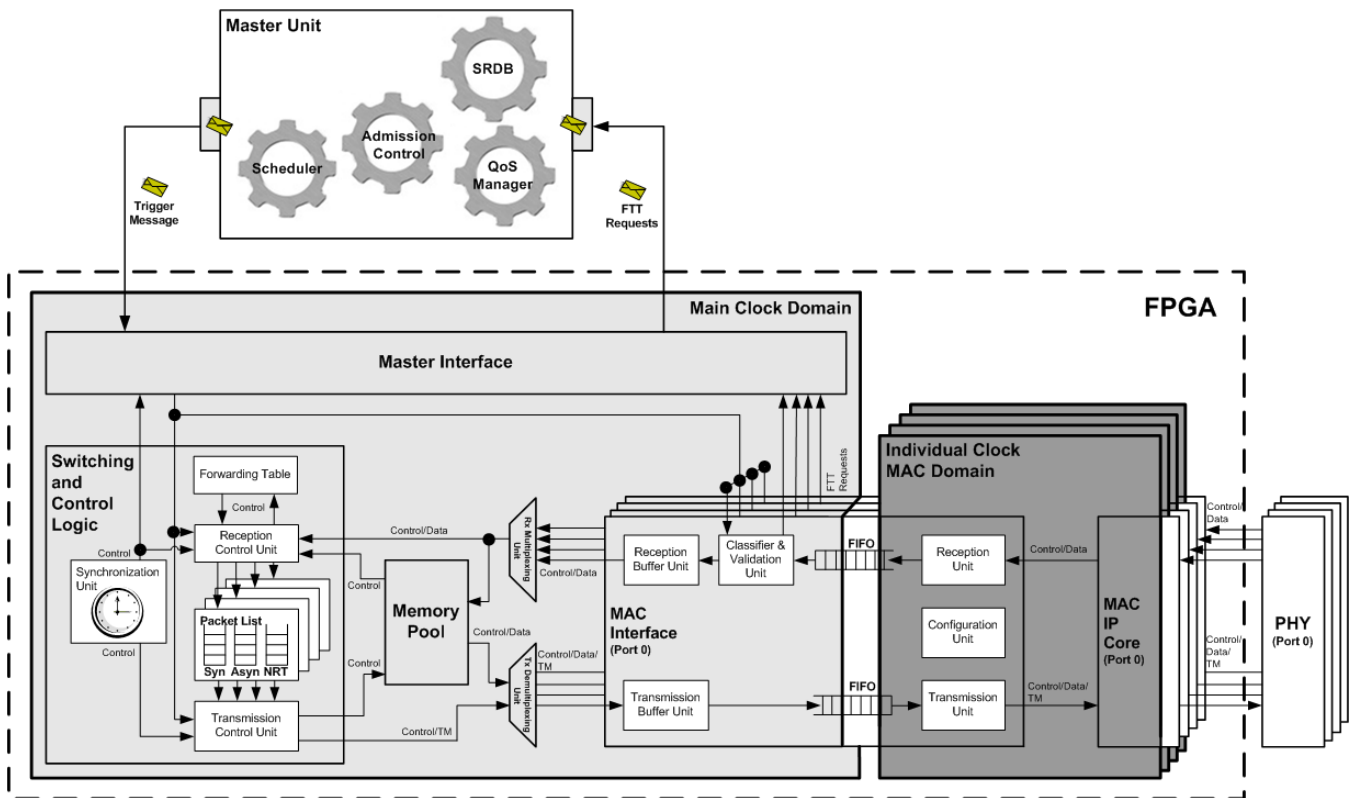 Master Unit
SRDB
Admission
Control
Scheduler
QoS
Manager
Trigger
Message
FTT
Requests
FPGA
Main Clock Domain
Master Interface
Switching
and
Control
Logic
Forwarding Table
Control
Reception
Control Unit
Control
Synchronization
Unit
Control
Packet List
Syn Asyn NRT
Transmission
Control Unit
Control
Control
Memory
Pool
Control/Data
Control/Data
Control/Data
Control/TM
Rx Multiplexing
Unit
Tx Demultiplexing
Unit
Control/Data/
TM
FTT
Requests
Reception
Buffer Unit
Classifier &
Validation
Unit
MAC
Interface
(Port 0)
Transmission
Buffer Unit
FIFO
FIFO
Individual Clock
MAC Domain
Reception
Unit
Configuration
Unit
Transmission
Unit
Control/Data
Control/Data/
TM
MAC
IP
Core
(Port 0)
Control/
Data
Control/
Data/
TM
PHY
(Port 0)